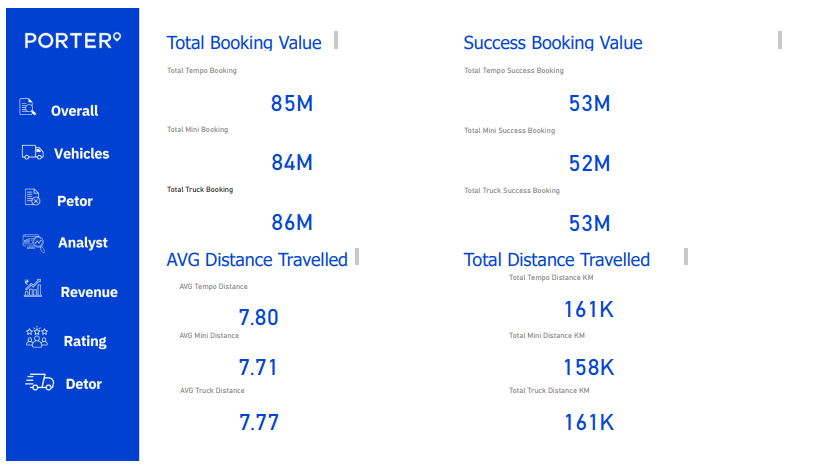 PORTER
Overall
Vehicles
Petor
Analyst
Revenue
Rating
Detor
Total Booking Value
Total Tempo Booking
85M
Total Mini Booking
84M
Total Truck Booking
86M
Success Booking Value
Total Tempo Success Booking
53M
Total Mini Success Booking
52M
Total Truck Success Booking
53M
AVG Distance Travelled
AVG Tempo Distance
7.80
AVG Mini Distance
7.71
AVG Truck Distance
7.77
Total Distance Travelled
Total Tempo Distance KM
161K
Total Mini Distance KM
158K
Total Truck Distance KM
161K